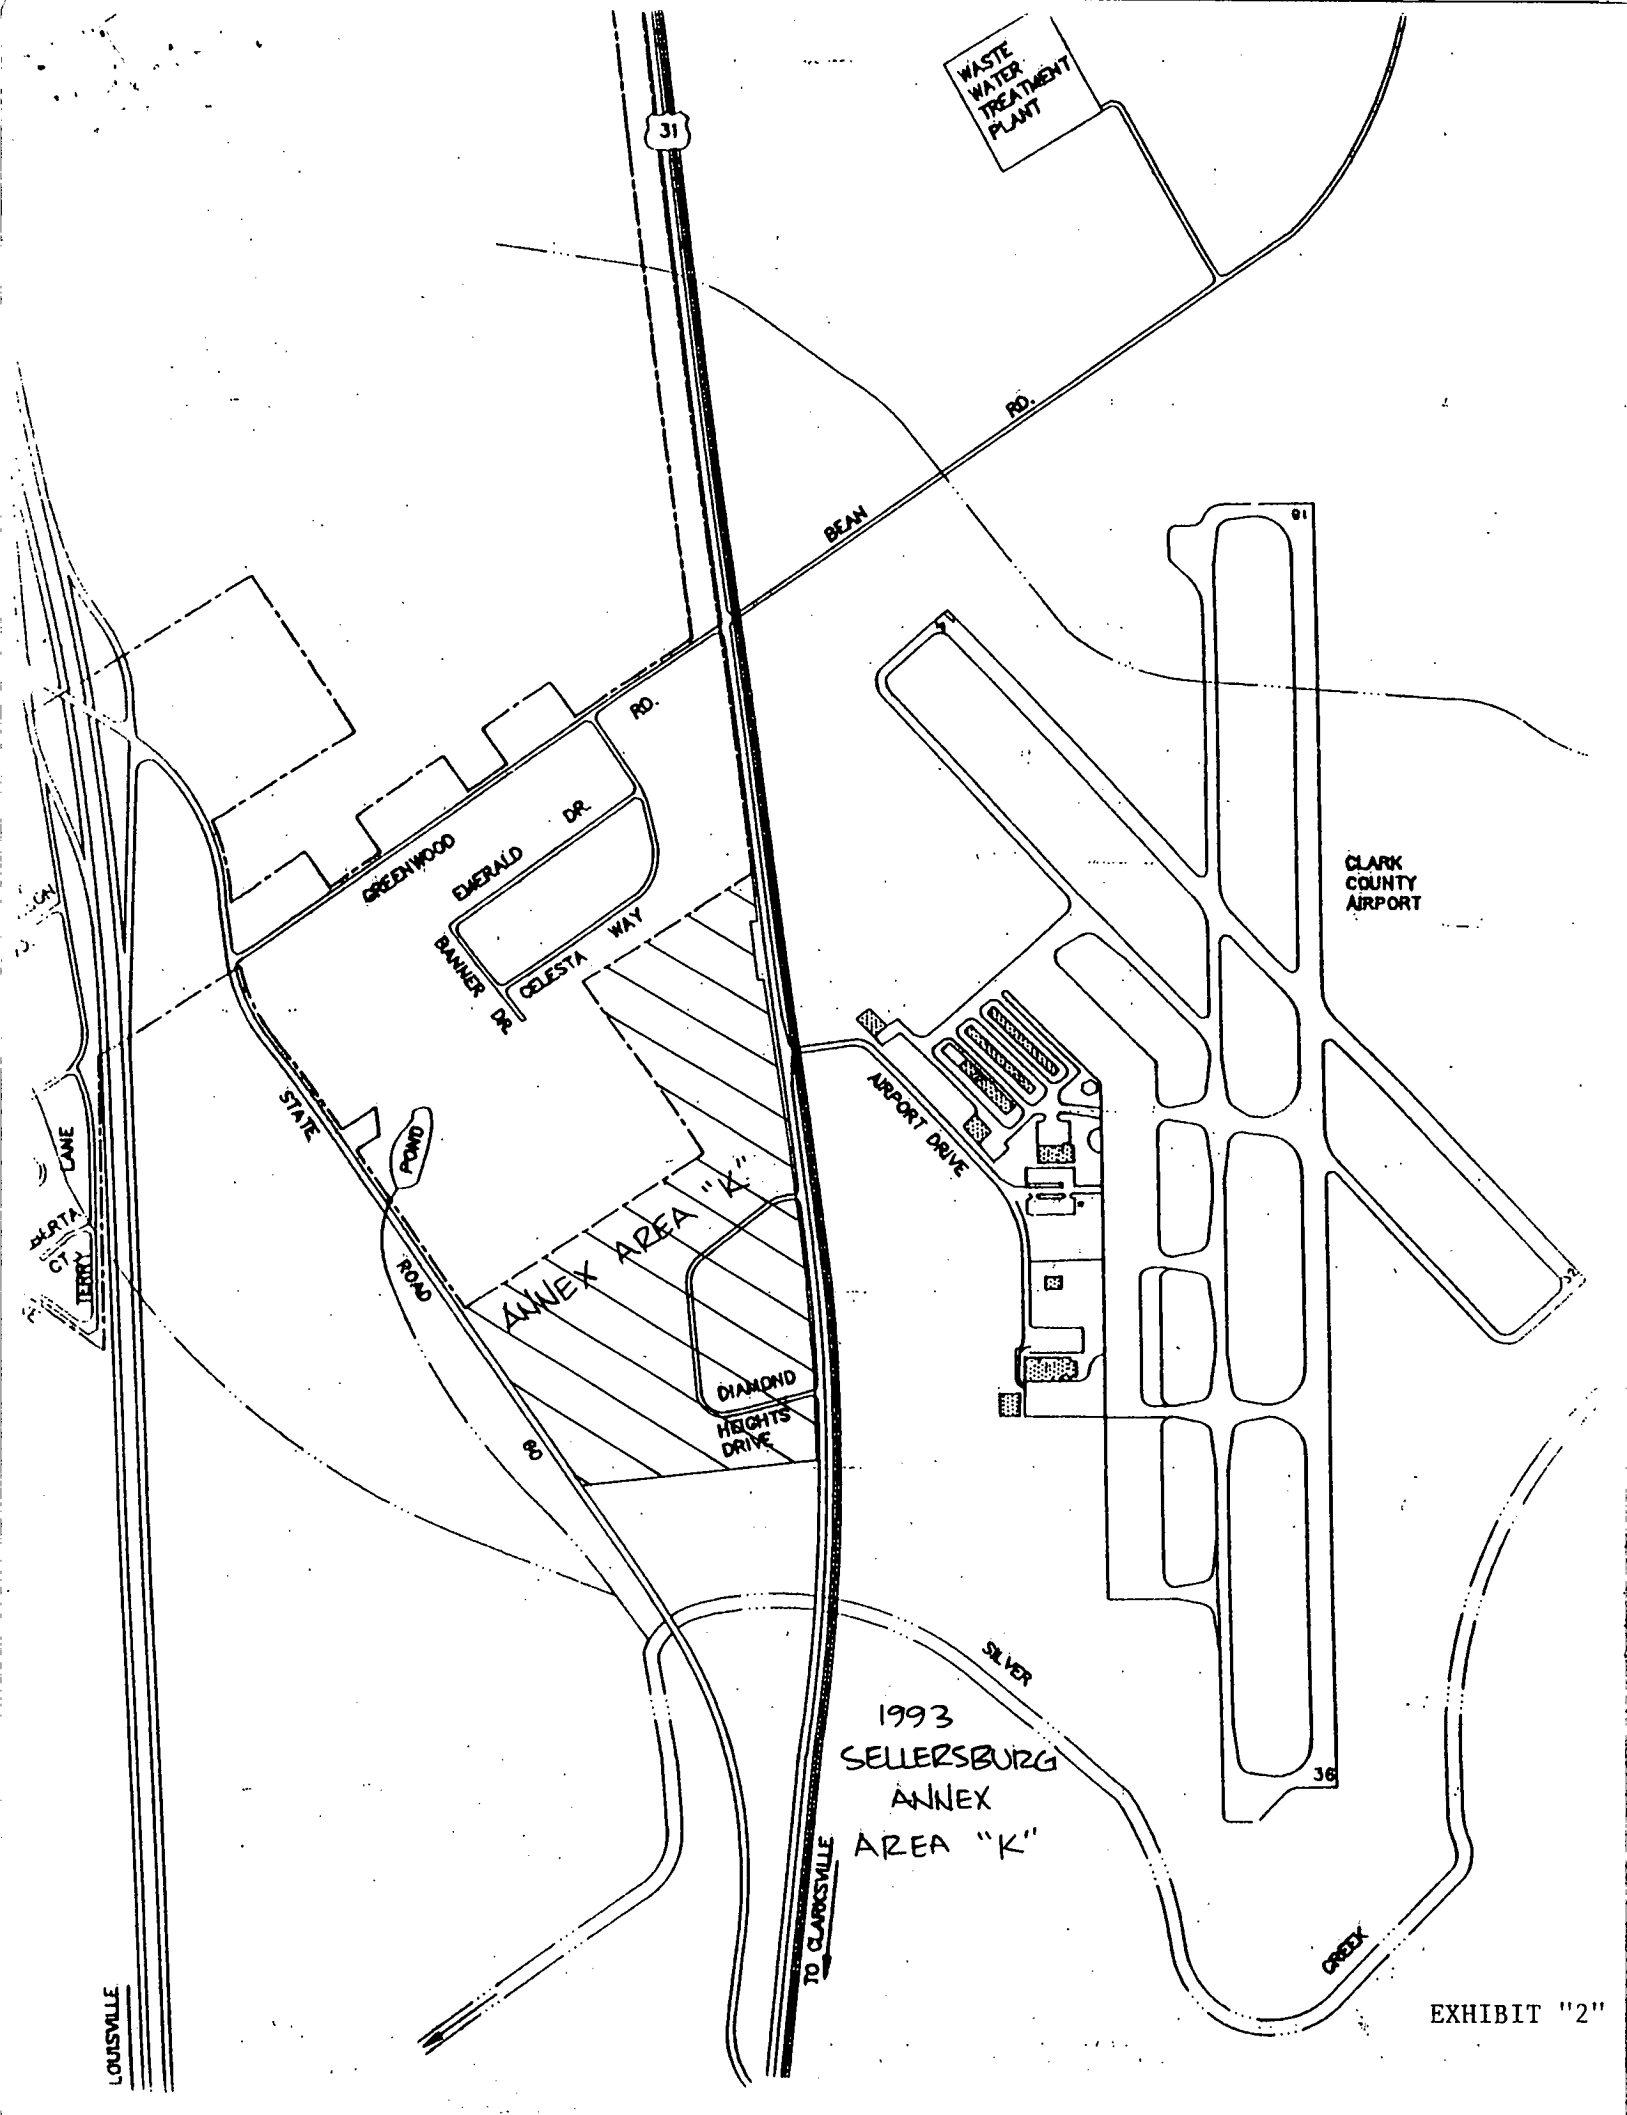 WASTE
WATER
TREATMENT
PLANT
31
RD.
BEAN
18
RD.
GREENWOOD
EMERALD DR.
CELESTA WAY
BANNER DR.
CLARK
COUNTY
AIRPORT
AIRPORT DRIVE
STATE ROAD 60
POND
LANE
CT.
TERRY
ANNEX AREA "K"
DIAMOND
HEIGHTS
DRIVE
SILVER
CREEK
36
1993
SELLERSBURG
ANNEX
AREA "K"
TO CLARKSVILLE
LOUISVILLE
EXHIBIT "2"